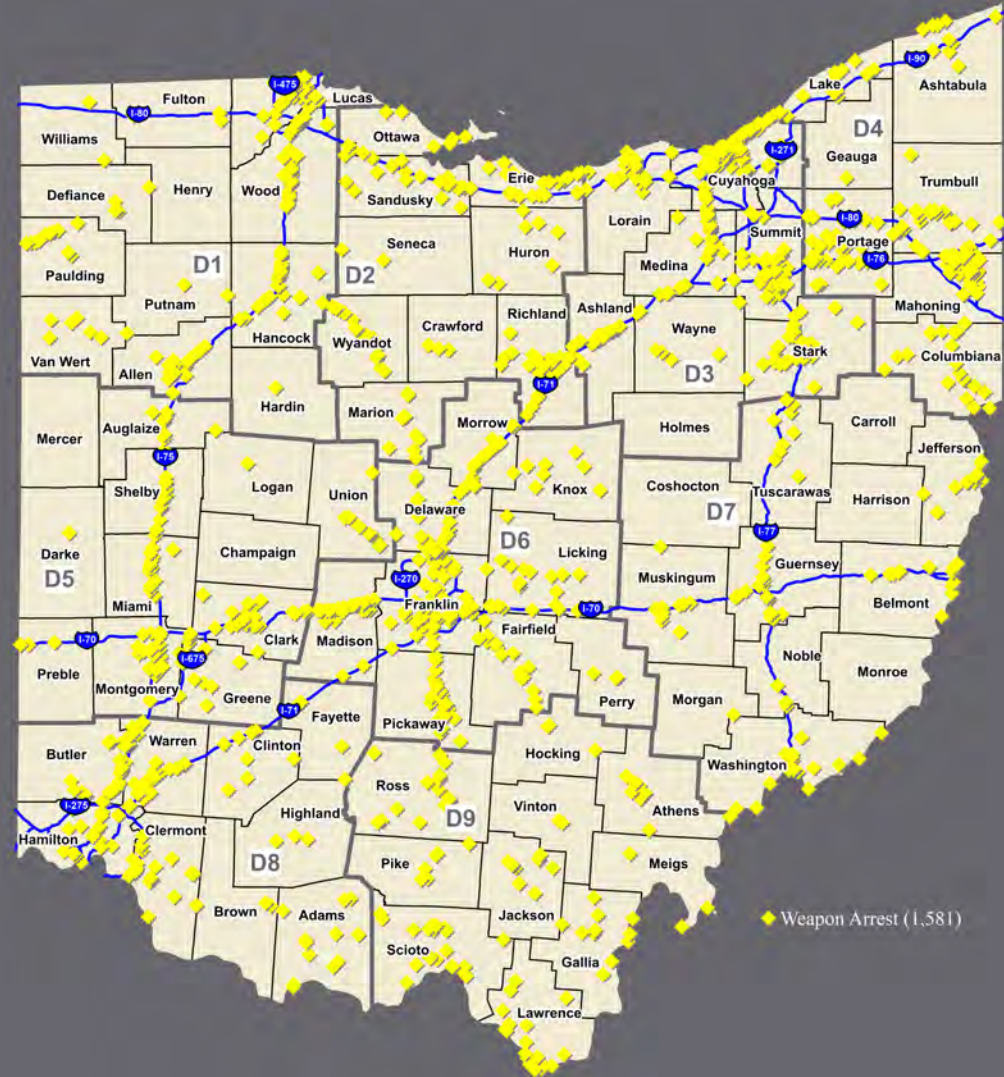 I-90
Ashtabula
Lake
I-475
Lucas
Fulton
I-80
Williams
Ottawa
D4
I-271
Geauga
Erie
Cuyahoga
Trumbull
Henry
Wood
Defiance
Sandusky
Lorain
I-80
Summit
Portage
Seneca
Huron
I-76
Medina
D1
D2
Paulding
Putnam
Mahoning
Richland
Ashland
Crawford
Wayne
Hancock
Wyandot
Stark
Columbiana
Van Wert
Allen
D3
I-71
Hardin
Marion
Morrow
Carroll
Holmes
Auglaize
Mercer
Jefferson
I-75
Logan
Knox
Coshocton
Shelby
Union
Tuscarawas
Harrison
Delaware
D7
I-77
D6
Darke
Champaign
Licking
Guernsey
D5
I-270
Muskingum
Miami
Franklin
I-70
Belmont
Fairfield
I-70
Clark
Madison
Noble
I-675
Preble
Monroe
Montgomery
Greene
Perry
Morgan
I-71
Fayette
Pickaway
Warren
Clinton
Butler
Hocking
Washington
Ross
I-275
Highland
Vinton
Athens
D9
Clermont
Hamilton
D8
Pike
Meigs
Brown
Adams
Jackson
Weapon Arrest (1,581)
Scioto
Gallia
Lawrence